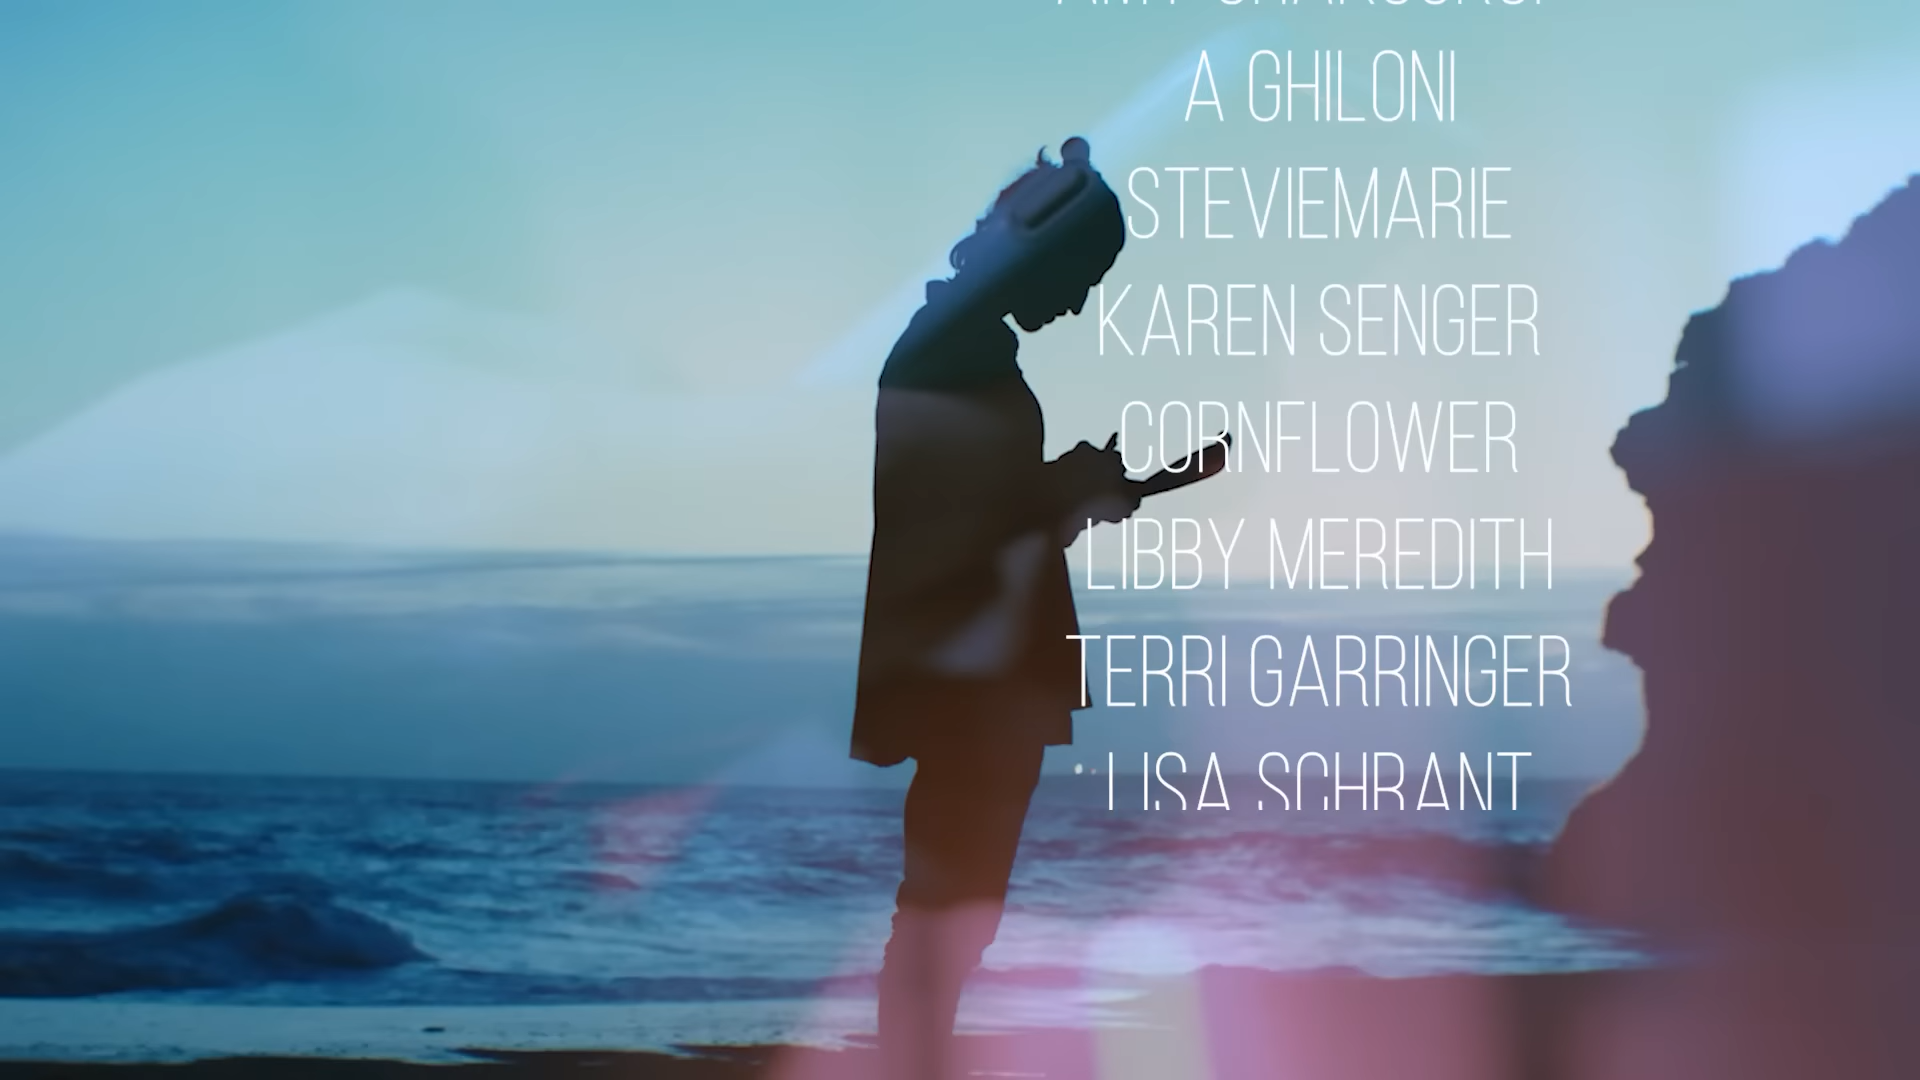 A GHILONI
STEVIEMARIE
KAREN SENGER
CORNFLOWER
LIBBY MEREDITH
TERRI GARRINGER
LISA SCHRANT